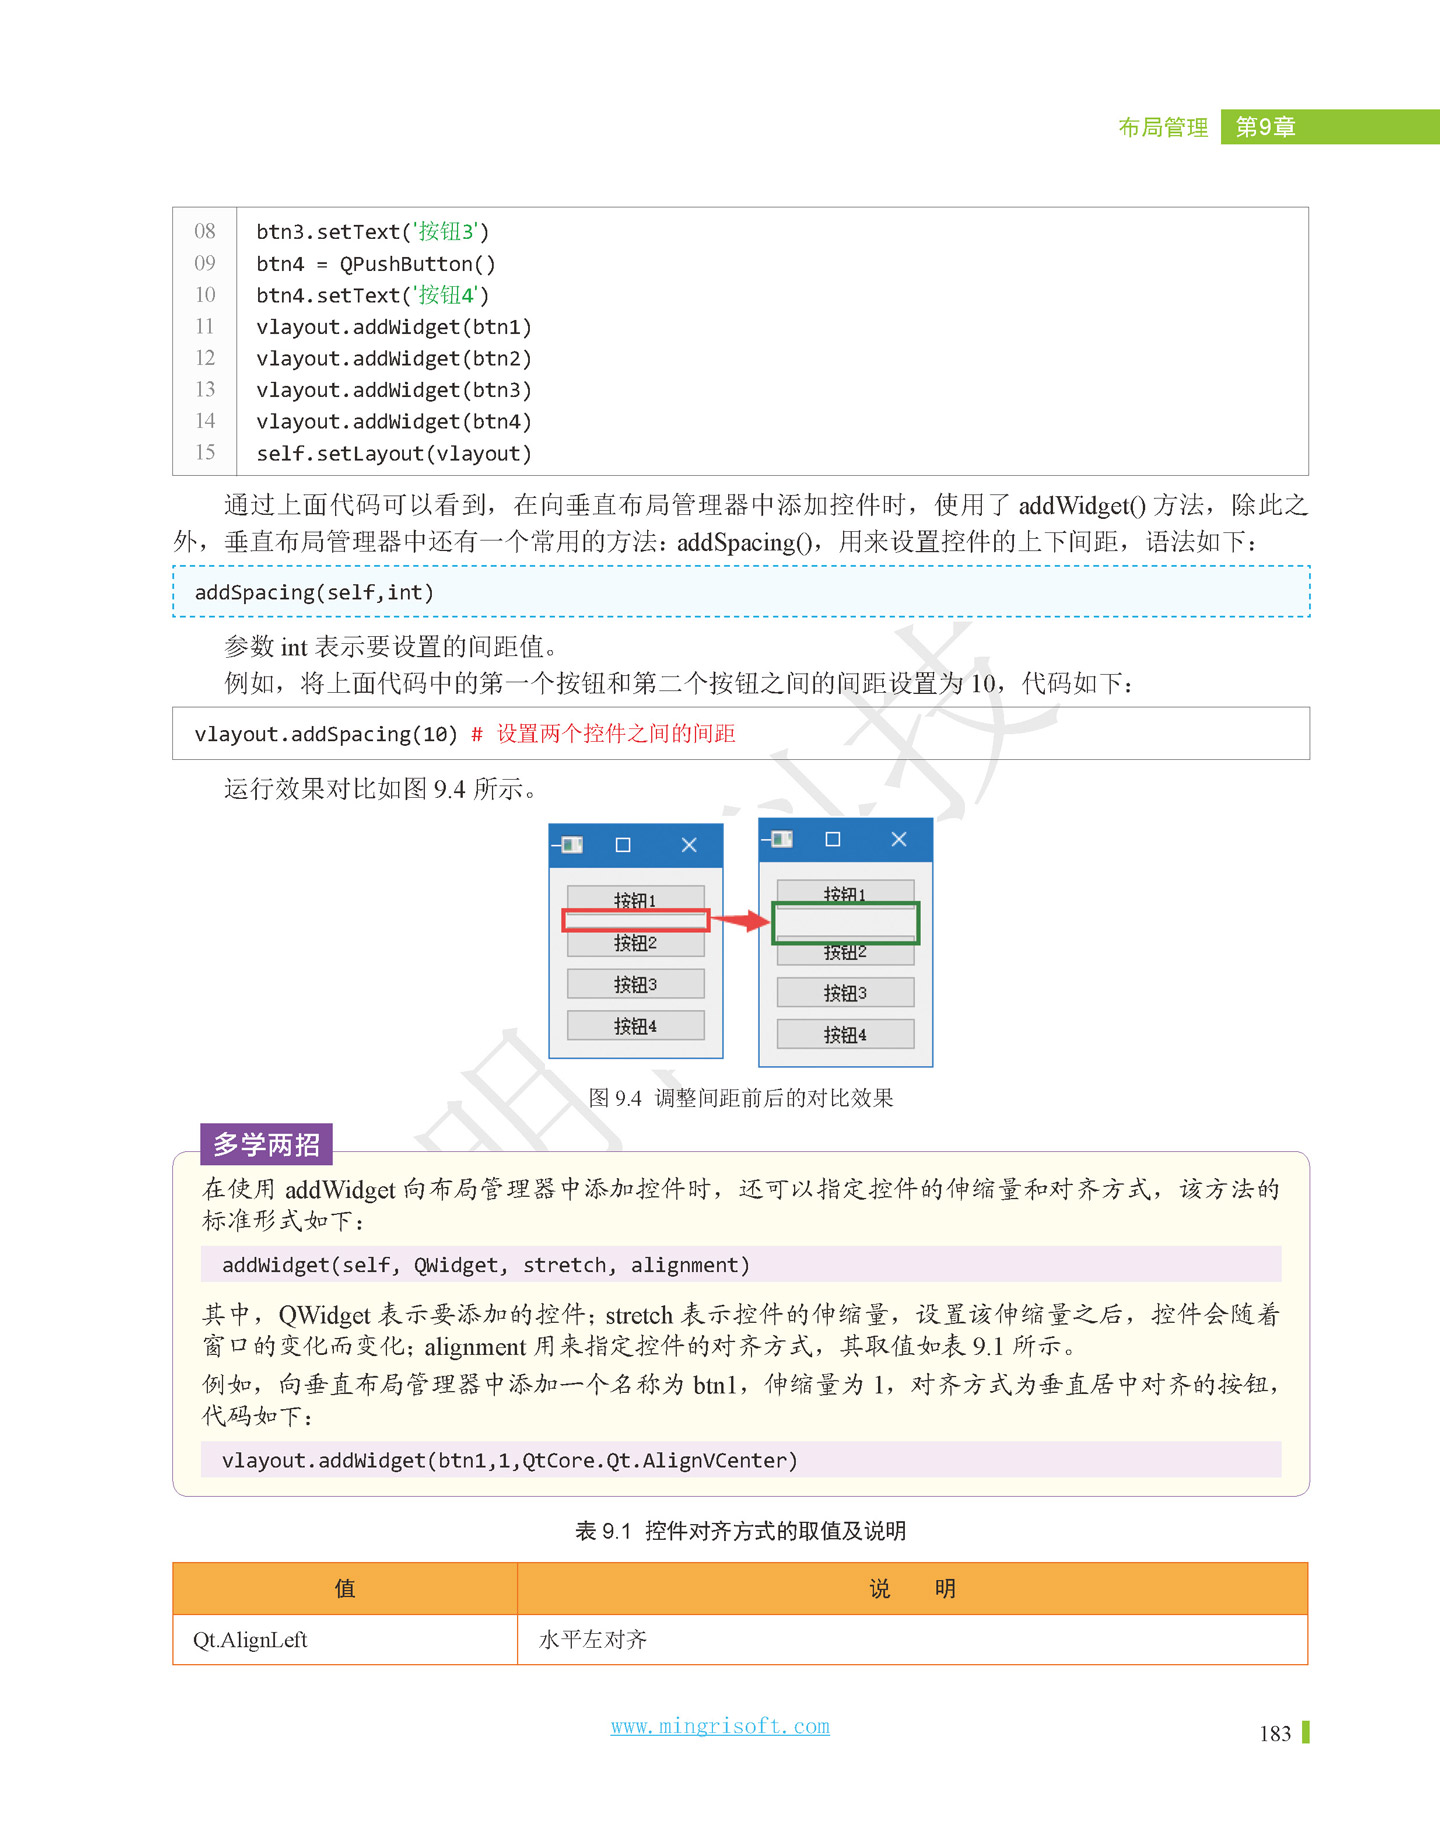 布局管理 第9章
08 btn3.setText('按钮3')
09 btn4 = QPushButton()
10 btn4.setText('按钮4')
11 vlayout.addWidget(btn1)
12 vlayout.addWidget(btn2)
13 vlayout.addWidget(btn3)
14 vlayout.addWidget(btn4)
15 self.setLayout(vlayout)
通过上面代码可以看到，在向垂直布局管理器中添加控件时，使用了 addWidget() 方法，除此之
外，垂直布局管理器中还有一个常用的方法：addSpacing()，用来设置控件的上下间距，语法如下：
addSpacing(self,int)
参数 int 表示要设置的间距值。
例如，将上面代码中的第一个按钮和第二个按钮之间的间距设置为 10，代码如下：
vlayout.addSpacing(10) # 设置两个控件之间的间距
运行效果对比如图 9.4 所示。
按钮1
按钮2
按钮3
按钮4
按钮1
按钮2
按钮3
按钮4
图 9.4 调整间距前后的对比效果
多学两招
在使用 addWidget 向布局管理器中添加控件时，还可以指定控件的伸缩量和对齐方式，该方法的
标准形式如下：
addWidget(self, QWidget, stretch, alignment)
其中，QWidget 表示要添加的控件；stretch 表示控件的伸缩量，设置该伸缩量之后，控件会随着
窗口的变化而变化；alignment 用来指定控件的对齐方式，其取值如表 9.1 所示。
例如，向垂直布局管理器中添加一个名称为 btn1，伸缩量为 1，对齐方式为垂直居中对齐的按钮，
代码如下：
vlayout.addWidget(btn1,1,QtCore.Qt.AlignVCenter)
表 9.1 控件对齐方式的取值及说明
值 说 明
Qt.AlignLeft 水平左对齐
www.mingrisoft.com
183